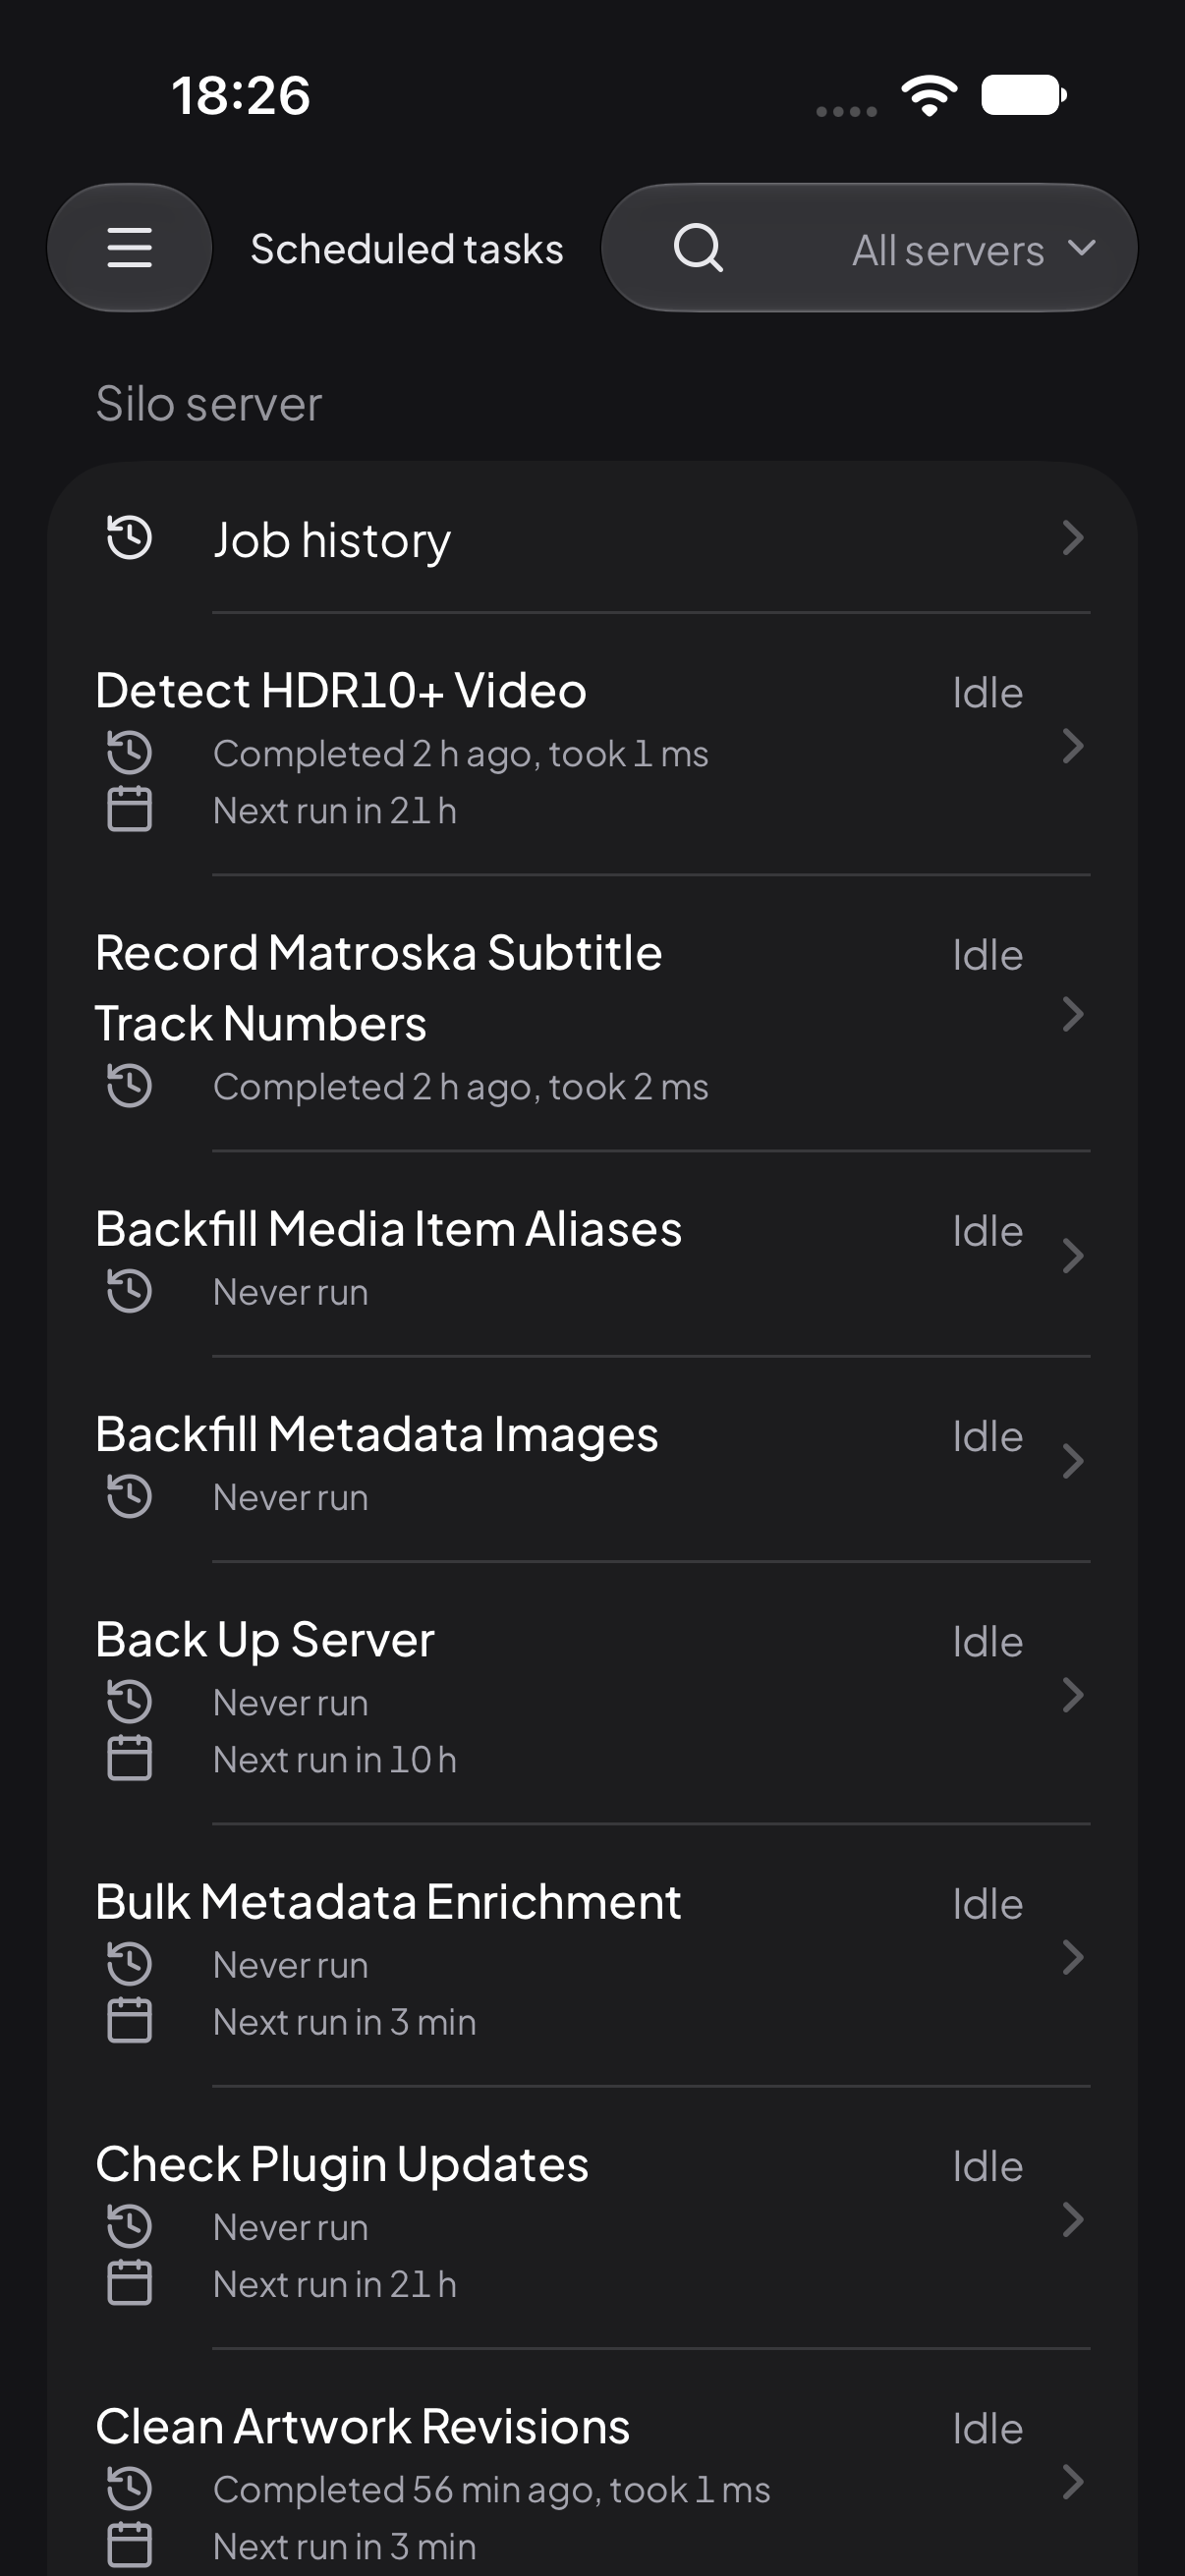 18:26
Scheduled tasks
All servers
Silo server
Job history
Detect HDR10+ Video
Idle
Completed 2 h ago, took 1 ms
Next run in 21 h
Record Matroska Subtitle
Idle
Track Numbers
Completed 2 h ago, took 2 ms
Backfill Media Item Aliases
Idle
Never run
Backfill Metadata Images
Idle
Never run
Back Up Server
Idle
Never run
Next run in 10 h
Bulk Metadata Enrichment
Idle
Never run
Next run in 3 min
Check Plugin Updates
Idle
Never run
Next run in 21 h
Clean Artwork Revisions
Idle
Completed 56 min ago, took 1 ms
Next run in 3 min